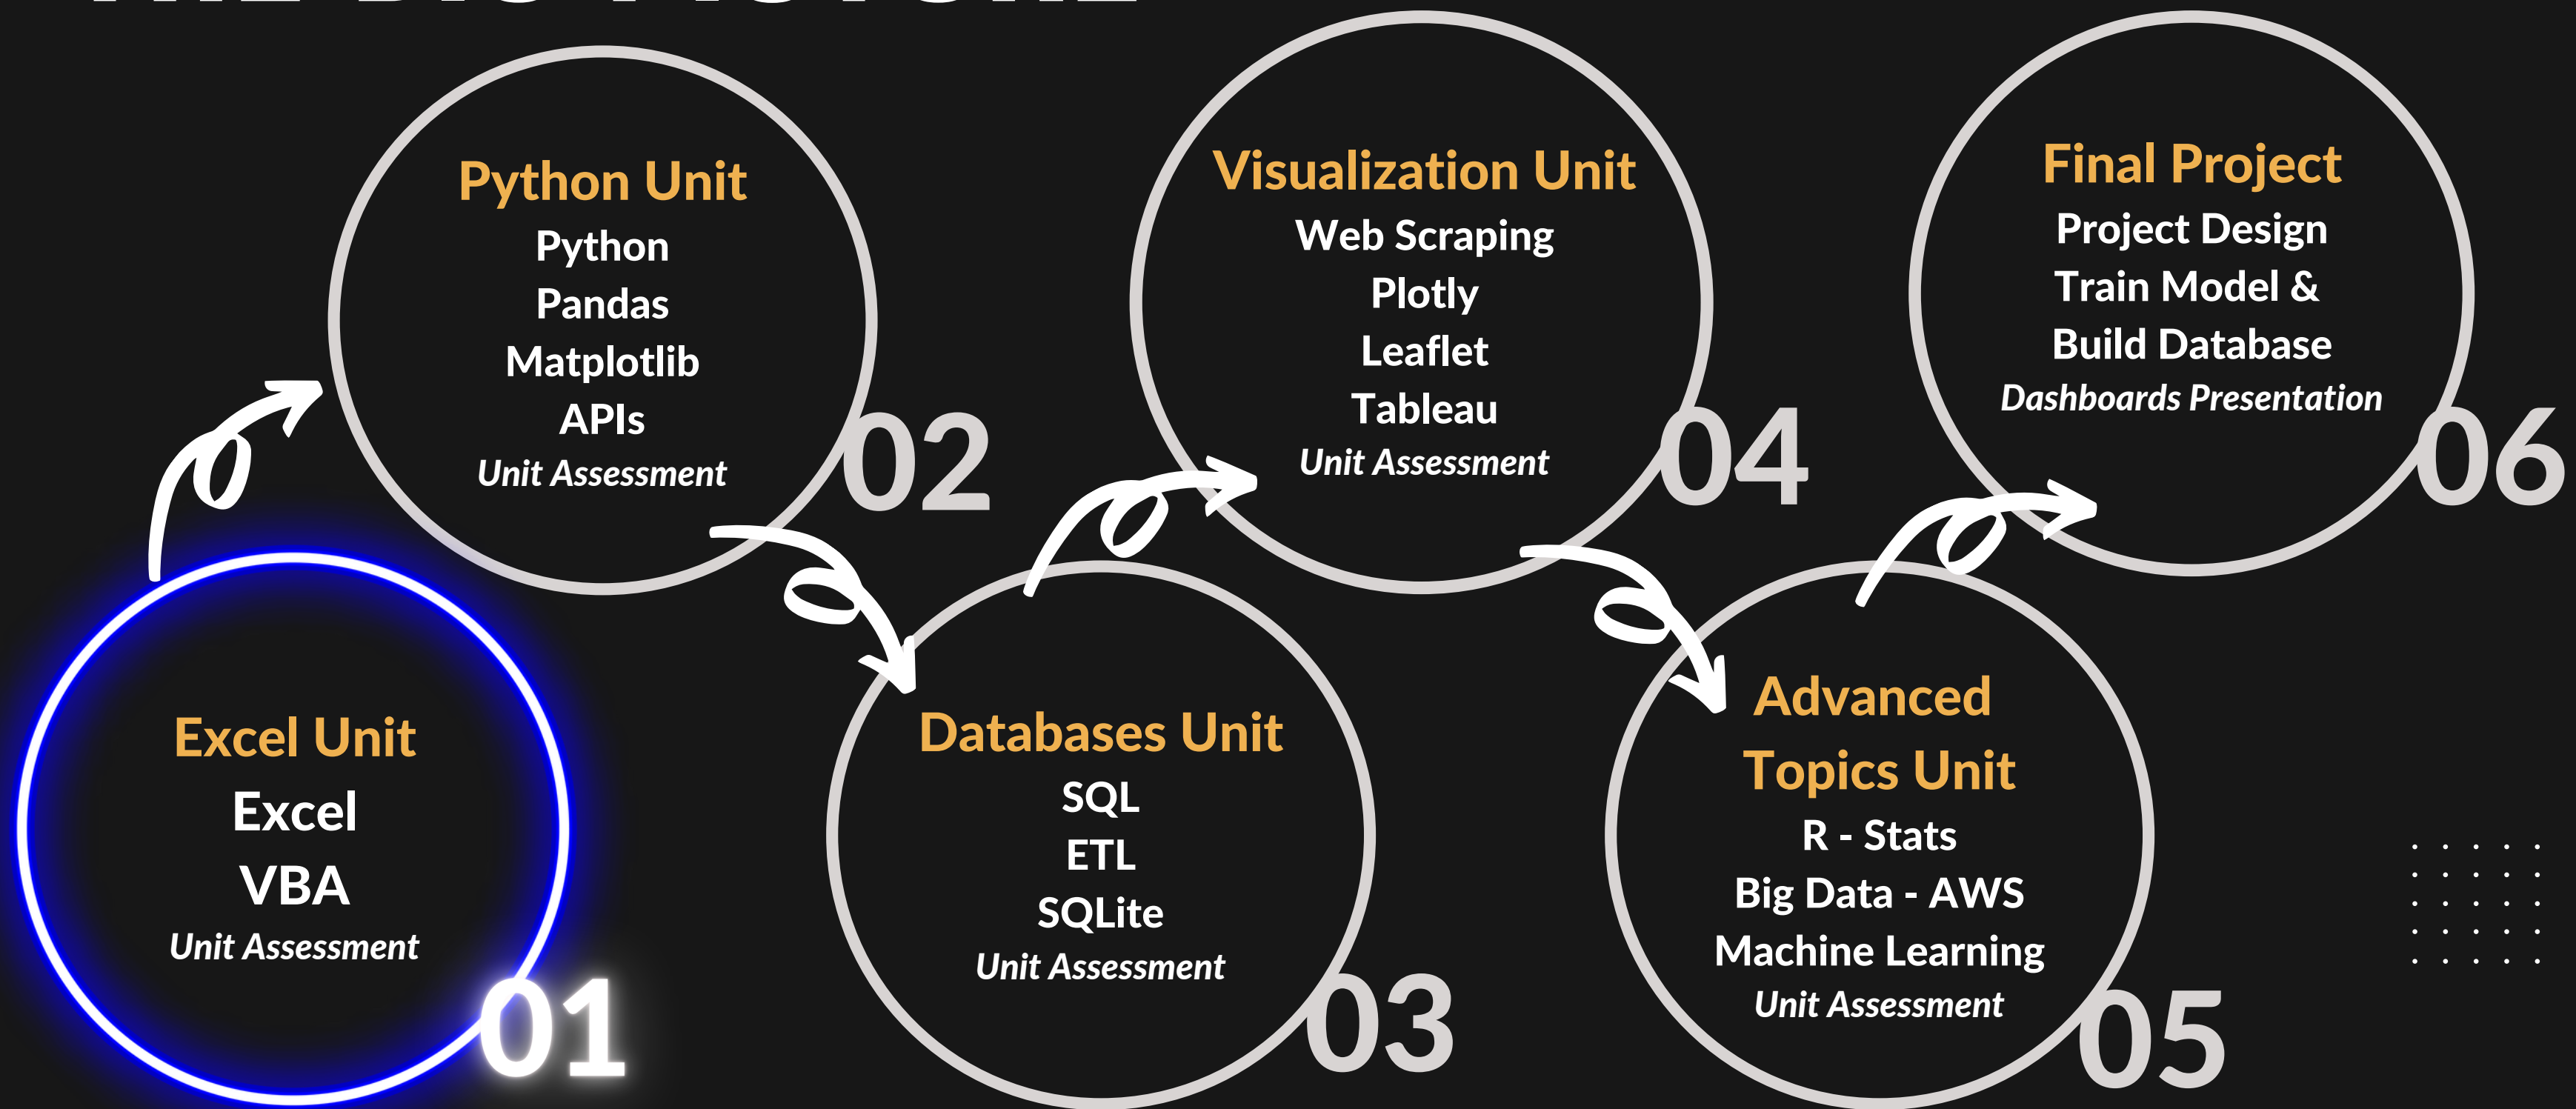 Excel Unit
Excel
VBA
Unit Assessment
01
Python Unit
Python
Pandas
Matplotlib
APIs
Unit Assessment
02
Databases Unit
SQL
ETL
SQLite
Unit Assessment
03
Visualization Unit
Web Scraping
Plotly
Leaflet
Tableau
Unit Assessment
04
Advanced
Topics Unit
R - Stats
Big Data - AWS
Machine Learning
Unit Assessment
05
Final Project
Project Design
Train Model &
Build Database
Dashboards Presentation
06